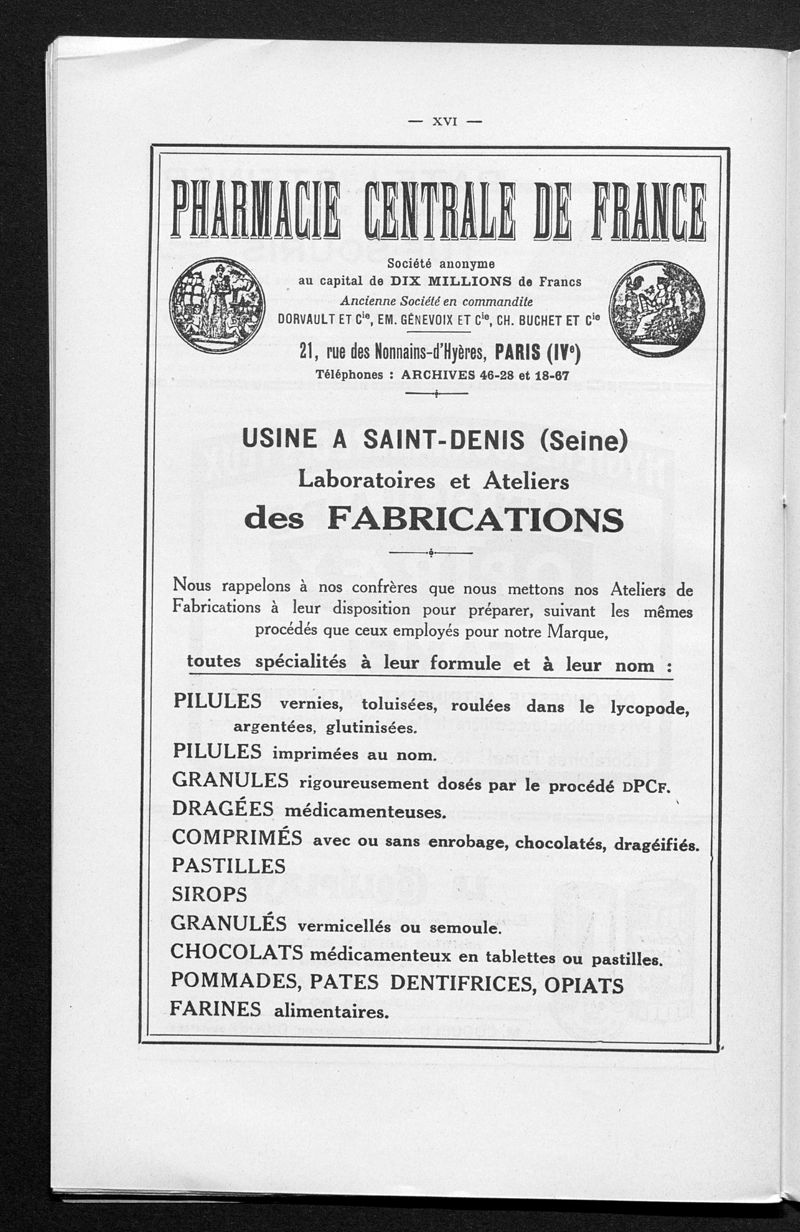 — XVI —
PHARMACIE CENTRALE DE FRANCE
Société anonyme
au capital de DIX MILLIONS de Francs
Ancienne Société en commandite
DORVAULT ET Cie, EM. GÉNEVOIX ET Cie, CH. BUCHET ET Cie
21, rue des Nonnains-d'Hyères, PARIS (IVe)
Téléphones : ARCHIVES 46-28 et 18-67
USINE A SAINT-DENIS (Seine)
Laboratoires et Ateliers
des FABRICATIONS
Nous rappelons à nos confrères que nous mettons nos Ateliers de
Fabrications à leur disposition pour préparer, suivant les mêmes
procédés que ceux employés pour notre Marque,
toutes spécialités à leur formule et à leur nom :
PILULES vernies, toluisées, roulées dans le lycopode,
argentées, glutinisées.
PILULES imprimées au nom.
GRANULES rigoureusement dosés par le procédé DPCF.
DRAGÉES médicamenteuses.
COMPRIMÉS avec ou sans enrobage, chocolatés, dragéifiés.
PASTILLES
SIROPS
GRANULÉS vermicellés ou semoule.
CHOCOLATS médicamenteux en tablettes ou pastilles.
POMMADES, PATES DENTIFRICES, OPIATS
FARINES alimentaires.